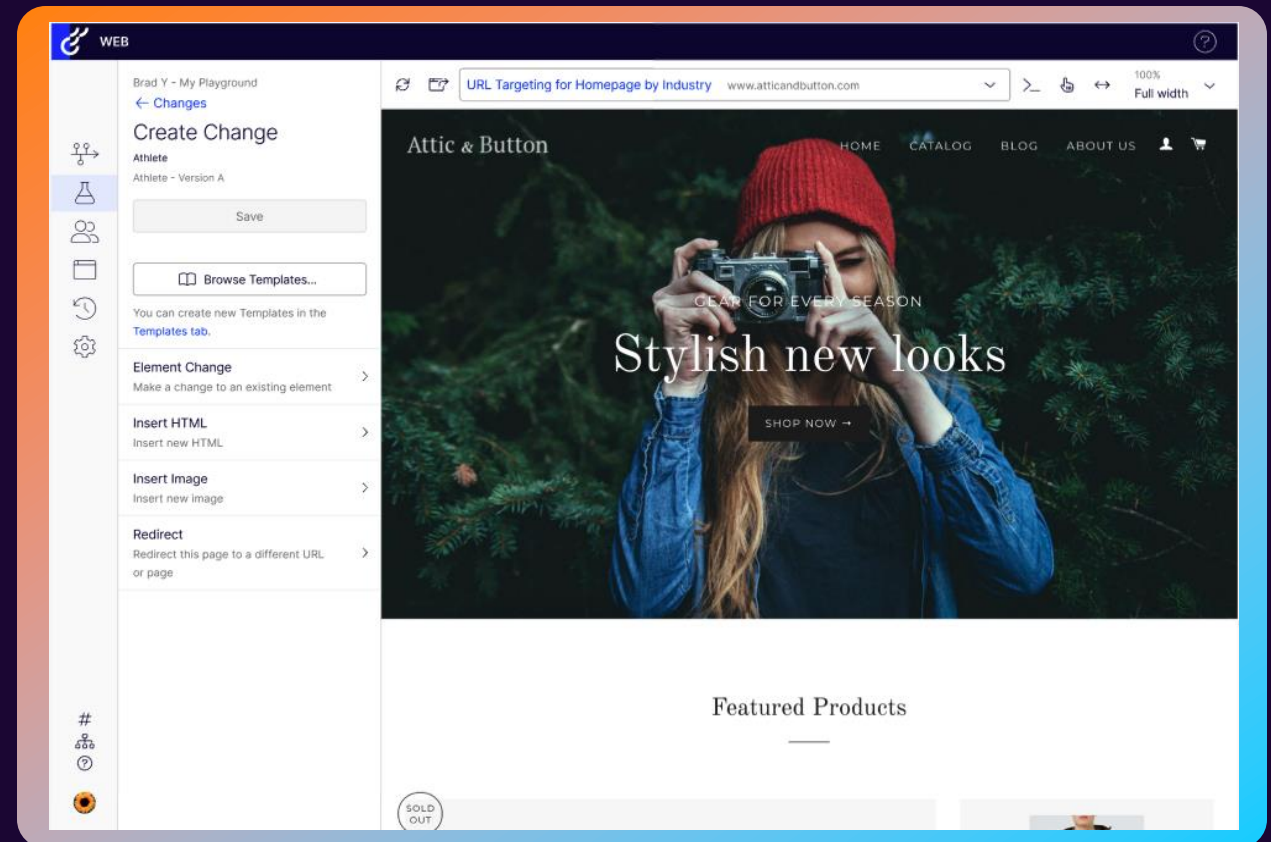 WEB
?
Brad Y - My Playground
← Changes
Create Change
Athlete
Athlete - Version A
Save
Browse Templates...
You can create new Templates in the
Templates tab.
Element Change
Make a change to an existing element
Insert HTML
Insert new HTML
Insert Image
Insert new image
Redirect
Redirect this page to a different URL
or page
#
?
URL Targeting for Homepage by Industry www.atticandbutton.com
>_
100%
Full width
Attic & Button
HOME CATALOG BLOG ABOUT US
GEAR FOR EVERY SEASON
Stylish new looks
SHOP NOW →
Featured Products
SOLD
OUT